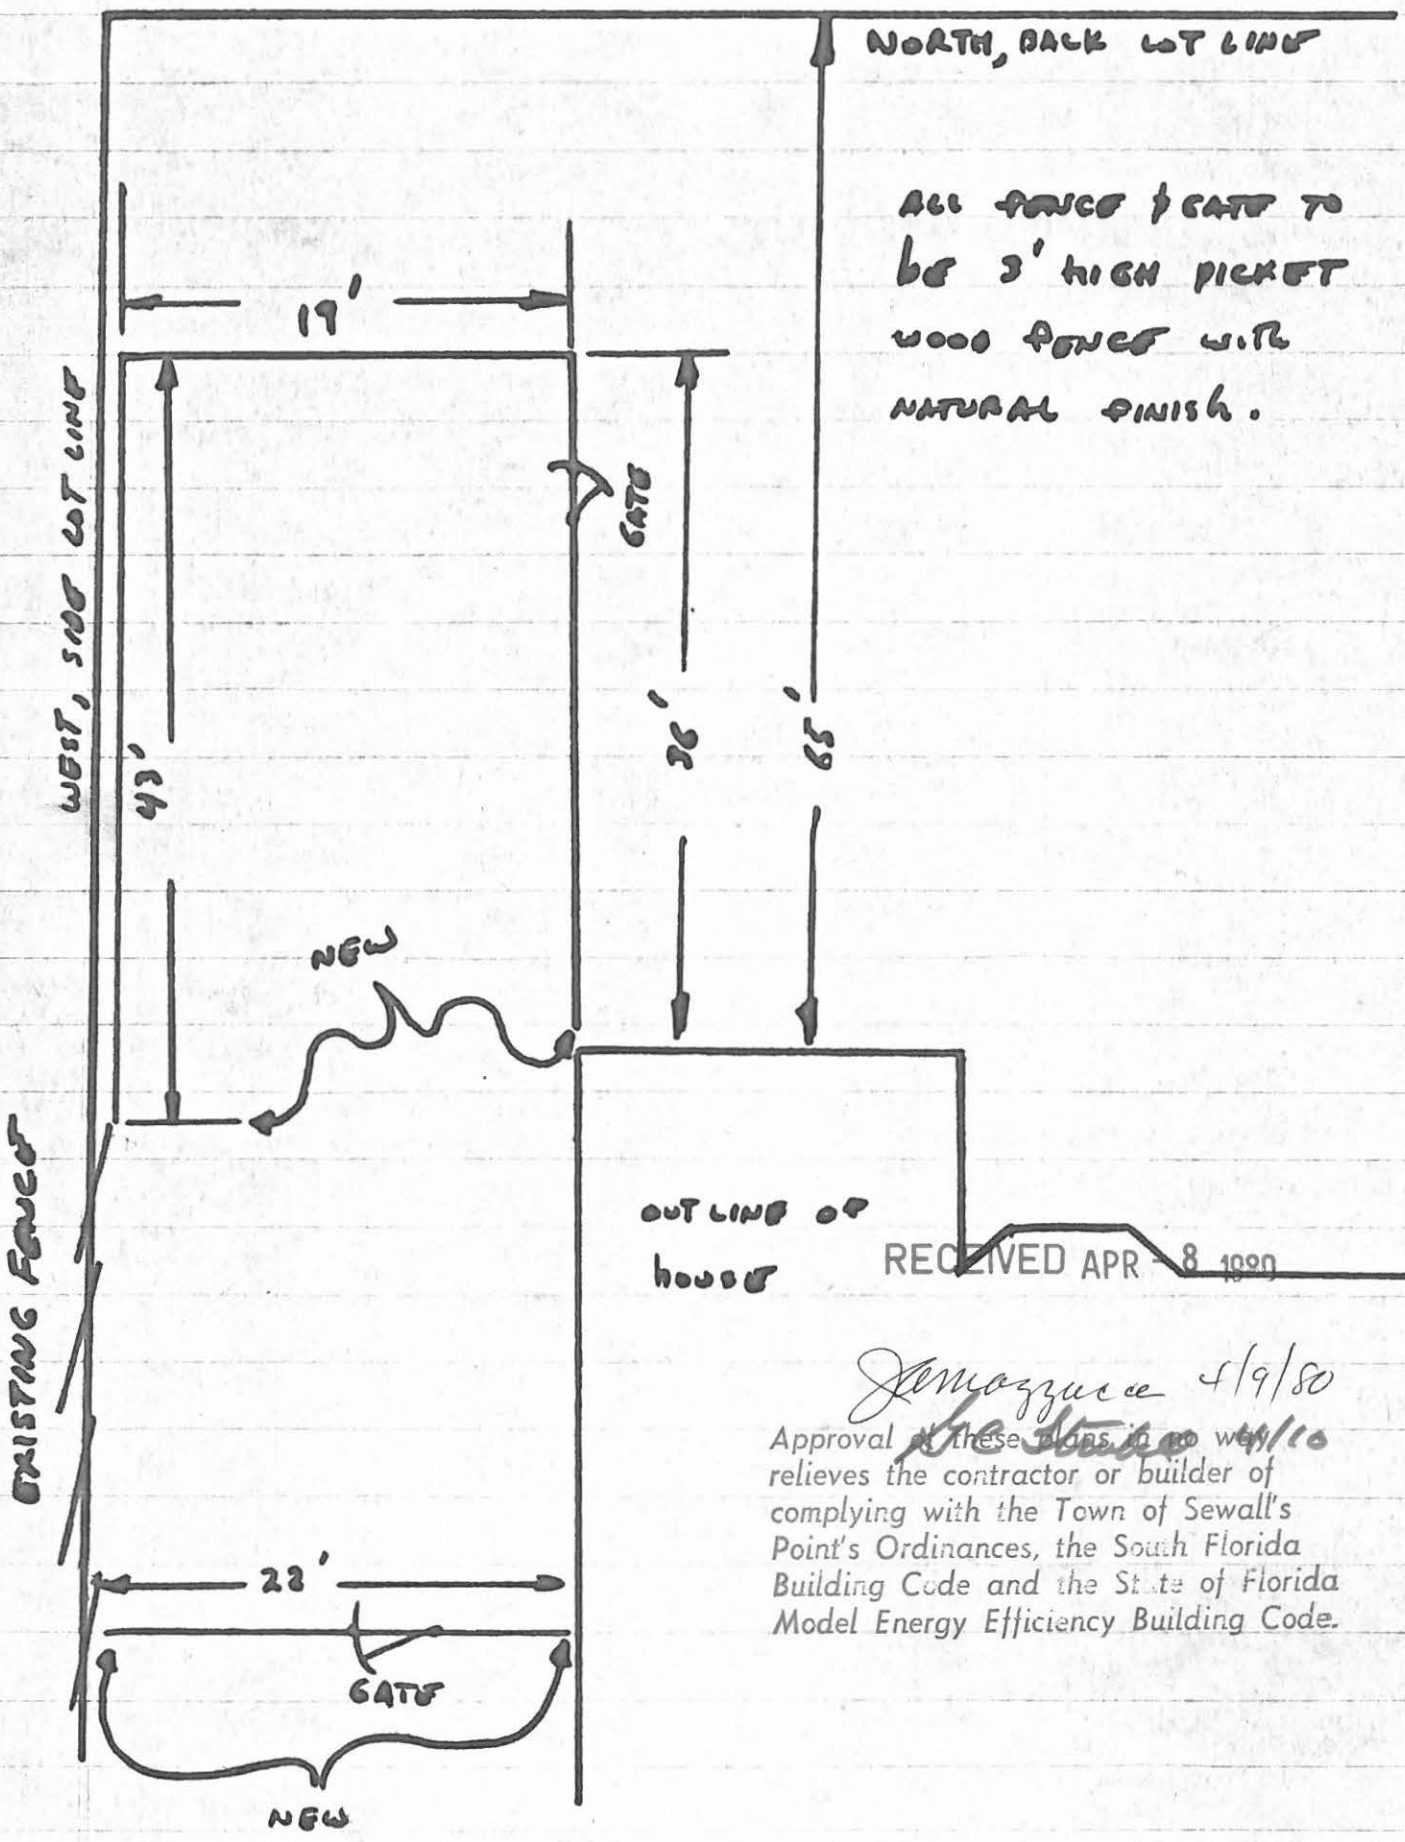 NORTH, BACK LOT LINE
ALL FENCE & GATE TO
be 3' high PICKET
wood FENCE with
NATURAL FINISh.
19'
WEST, SIDE LOT LINE
GATE
43'
36'
65'
NEW
EXISTING FENCE
OUT LINE OF
house
RECEIVED APR - 8 1980
4/9/80
Approval of these plans in no way
4/10
relieves the contractor or builder of
complying with the Town of Sewall's
Point's Ordinances, the South Florida
Building Code and the State of Florida
Model Energy Efficiency Building Code.
22'
GATE
NEW